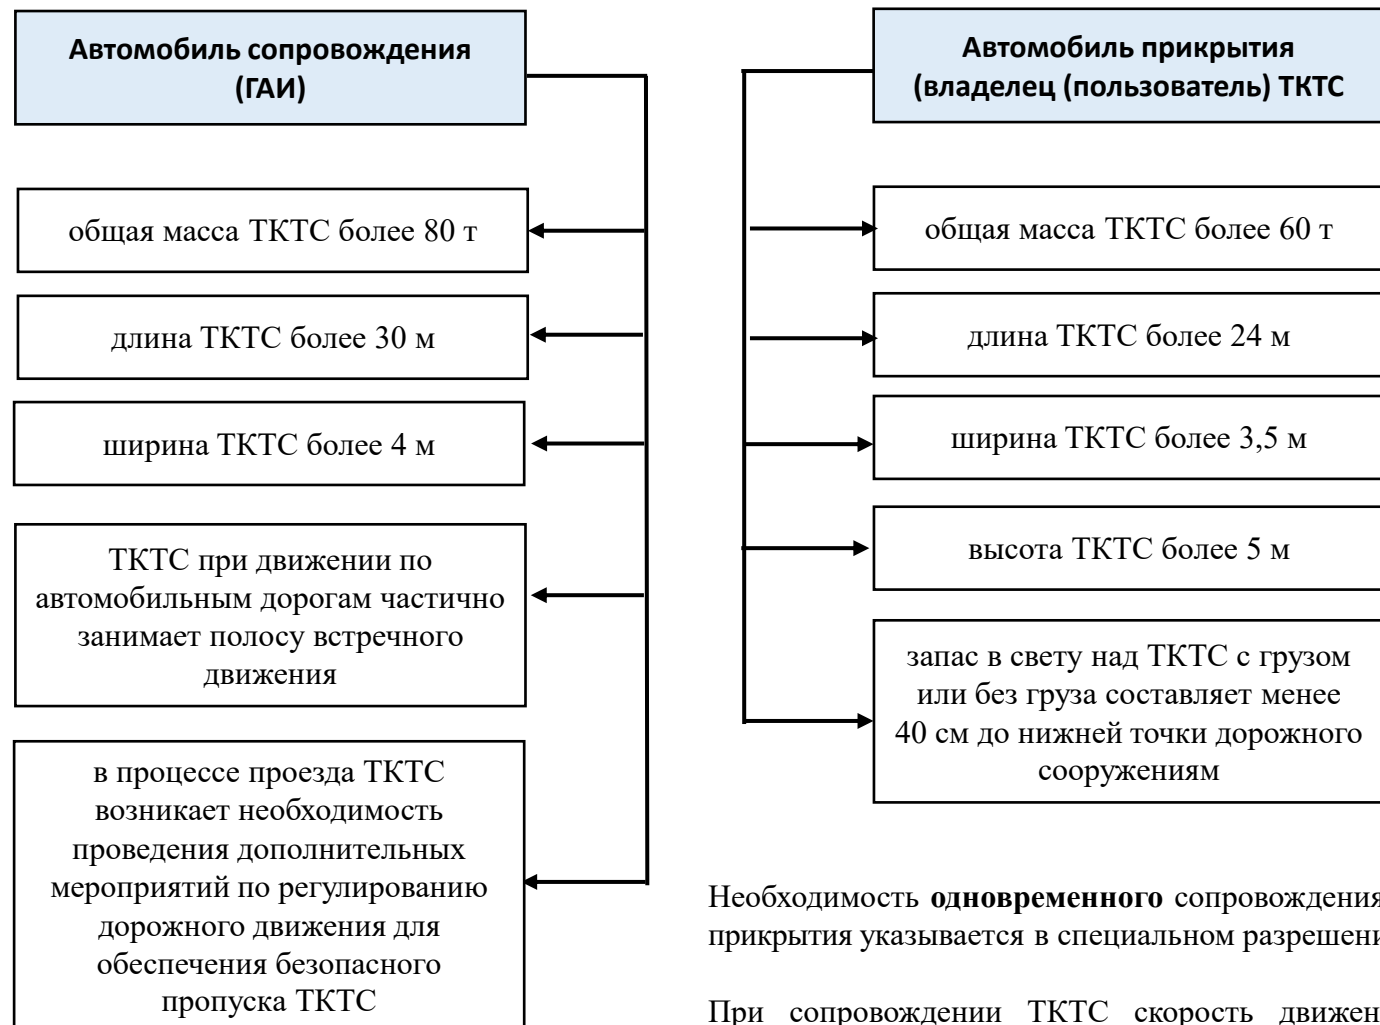 Автомобиль сопровождения
(ГАИ)
общая масса ТКТС более 80 т
длина ТКТС более 30 м
ширина ТКТС более 4 м
ТКТС при движении по
автомобильным дорогам частично
занимает полосу встречного
движения
в процессе проезда ТКТС
возникает необходимость
проведения дополнительных
мероприятий по регулированию
дорожного движения для
обеспечения безопасного
пропуска ТКТС
Автомобиль прикрытия
(владелец (пользователь) ТКТС
общая масса ТКТС более 60 т
длина ТКТС более 24 м
ширина ТКТС более 3,5 м
высота ТКТС более 5 м
запас в свету над ТКТС с грузом
или без груза составляет менее
40 см до нижней точки дорожного
сооружениям
Необходимость одновременного сопровождения
прикрытия указывается в специальном разрешени
При сопровождении ТКТС скорость движен